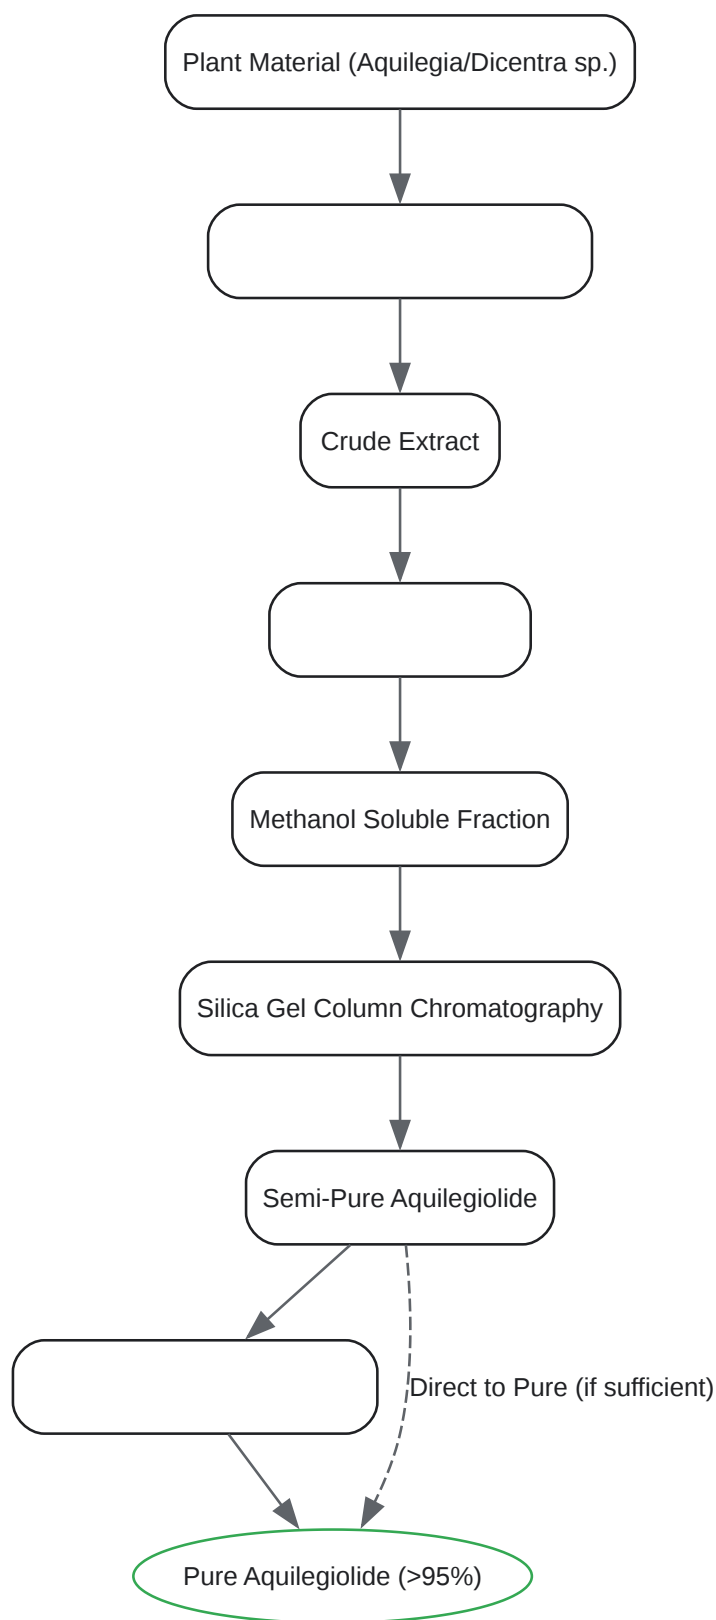 Plant Material (Aquilegia/Dicentra sp.)
Crude Extract
Methanol Soluble Fraction
Silica Gel Column Chromatography
Semi-Pure Aquilegiolide
Direct to Pure (if sufficient)
Pure Aquilegiolide (>95%)